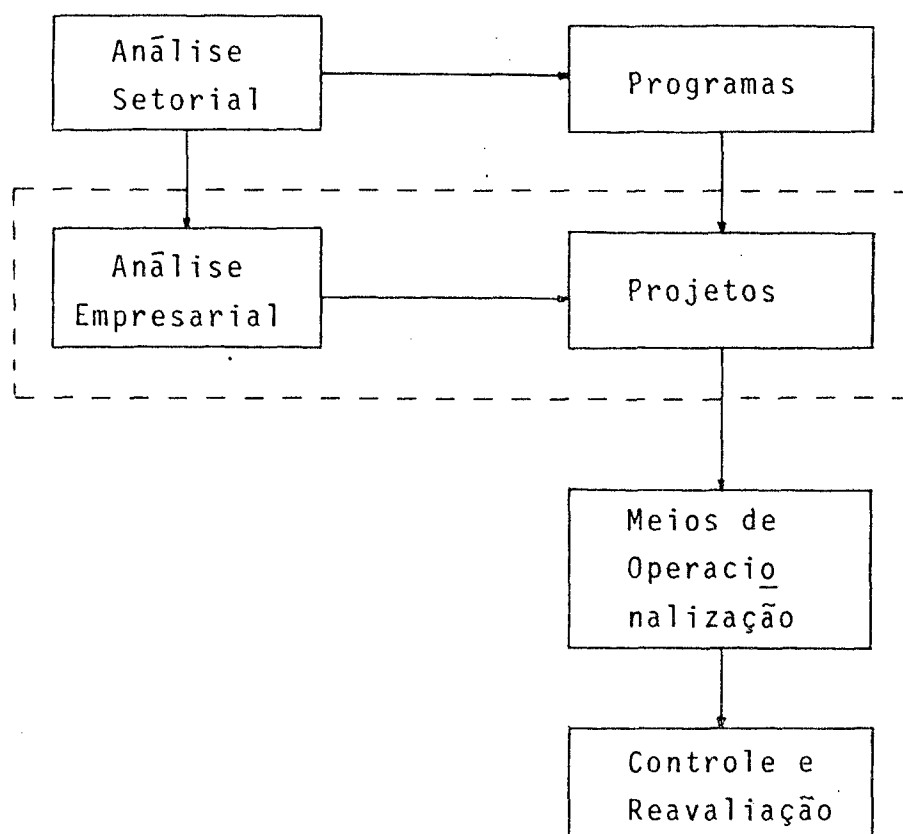 Análise
Setorial
Programas
Análise
Empresarial
Projetos
Meios de
Operacio
nalização
Controle e
Reavaliação